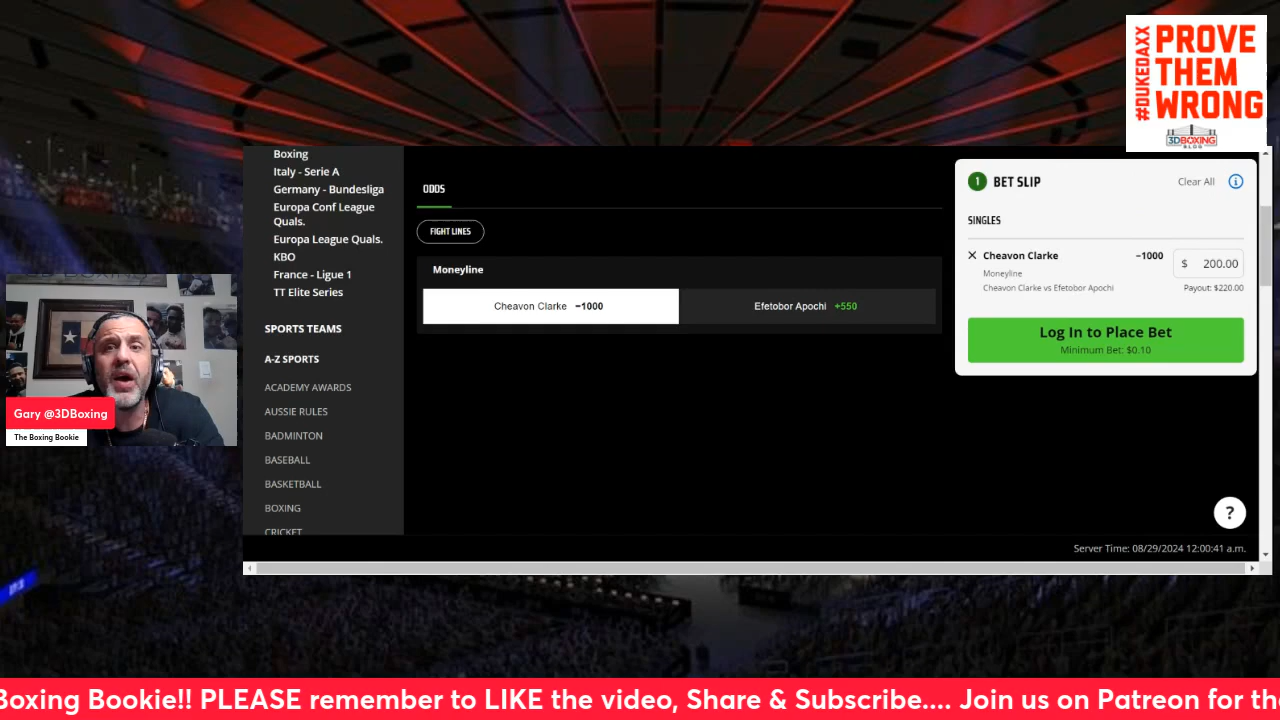 #DUKEDAXX
PROVE
THEM
WRONG
3DBOXING
BLOG
Boxing
Italy - Serie A
Germany - Bundesliga
Europa Conf League
Quals.
Europa League Quals.
KBO
France - Ligue 1
TT Elite Series
SPORTS TEAMS
A-Z SPORTS
ACADEMY AWARDS
AUSSIE RULES
BADMINTON
BASEBALL
BASKETBALL
BOXING
CRICKET
ODDS
FIGHT LINES
Moneyline
Cheavon Clarke −1000
Efetobor Apochi +550
1 BET SLIP
Clear All
SINGLES
Cheavon Clarke −1000 $ 200.00
Moneyline
Cheavon Clarke vs Efetobor Apochi Payout: $220.00
Log In to Place Bet
Minimum Bet: $0.10
?
Server Time: 08/29/2024 12:00:41 a.m.
Gary @3DBoxing
The Boxing Bookie
Boxing Bookie!! PLEASE remember to LIKE the video, Share & Subscribe.... Join us on Patreon for th